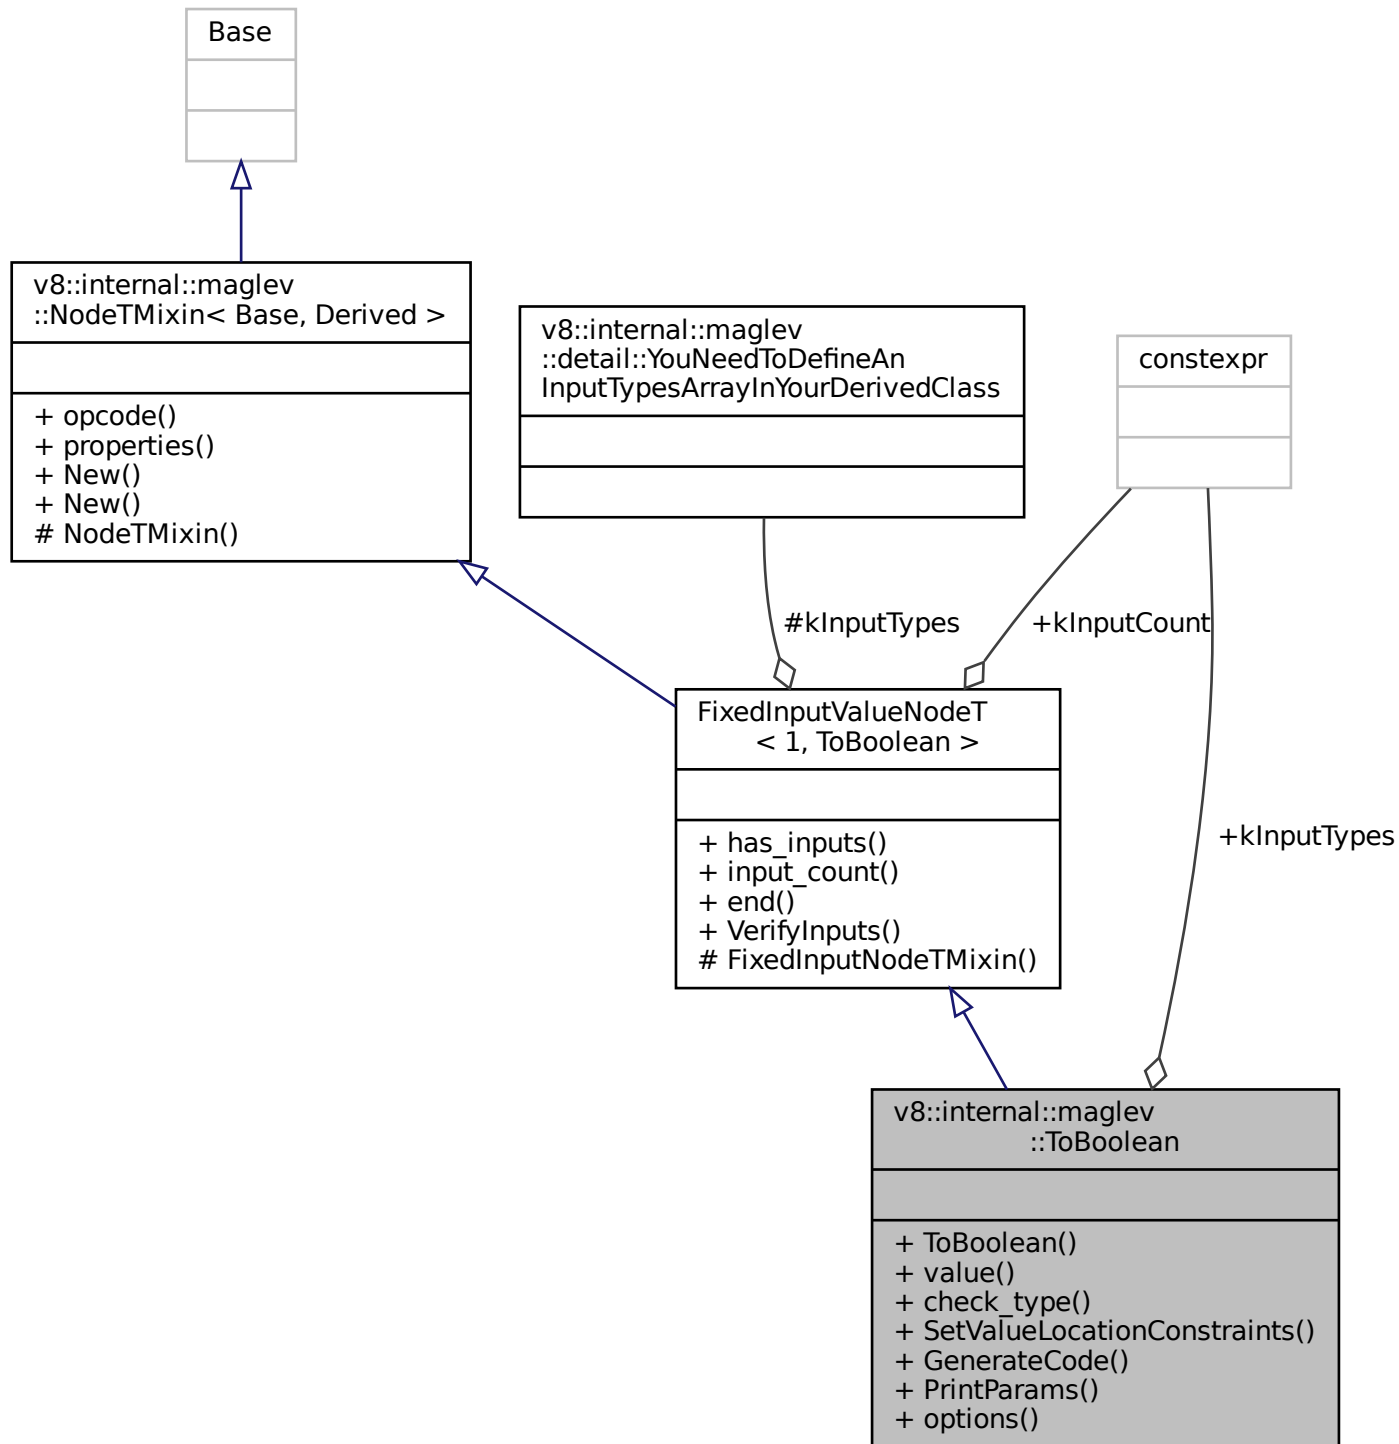 Base
v8::internal::maglev
::NodeTMixin< Base, Derived >
+ opcode()
+ properties()
+ New()
+ New()
# NodeTMixin()
v8::internal::maglev
::detail::YouNeedToDefineAn
InputTypesArrayInYourDerivedClass
constexpr
#kInputTypes
+kInputCount
FixedInputValueNodeT
< 1, ToBoolean >
+ has_inputs()
+ input_count()
+ end()
+ VerifyInputs()
# FixedInputNodeTMixin()
+kInputTypes
v8::internal::maglev
::ToBoolean
+ ToBoolean()
+ value()
+ check_type()
+ SetValueLocationConstraints()
+ GenerateCode()
+ PrintParams()
+ options()